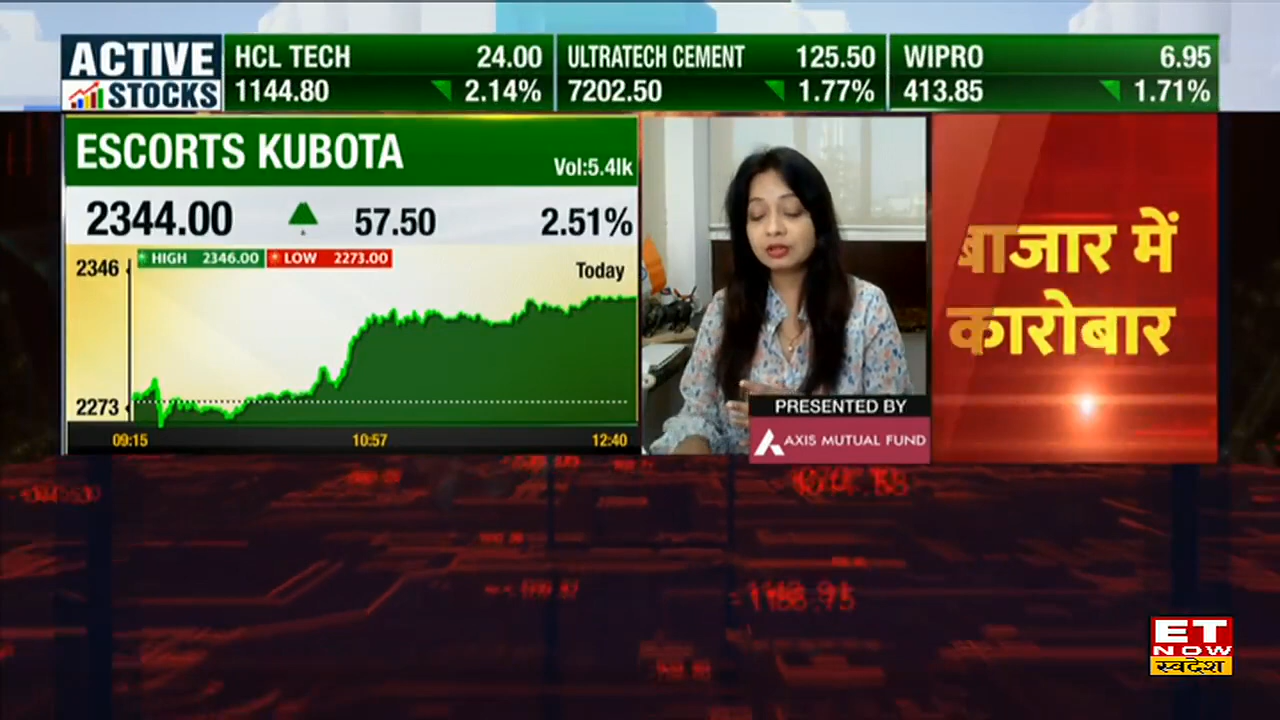 ACTIVE
STOCKS
HCL TECH 24.00
1144.80 2.14%
ULTRATECH CEMENT 125.50
7202.50 1.77%
WIPRO 6.95
413.85 1.71%
ESCORTS KUBOTA
Vol:5.4lk
2344.00 57.50 2.51%
HIGH 2346.00 LOW 2273.00
Today
2346
2273
09:15 10:57 12:40
PRESENTED BY
AXIS MUTUAL FUND
बाजार में
कारोबार
ET
NOW
स्वदेश